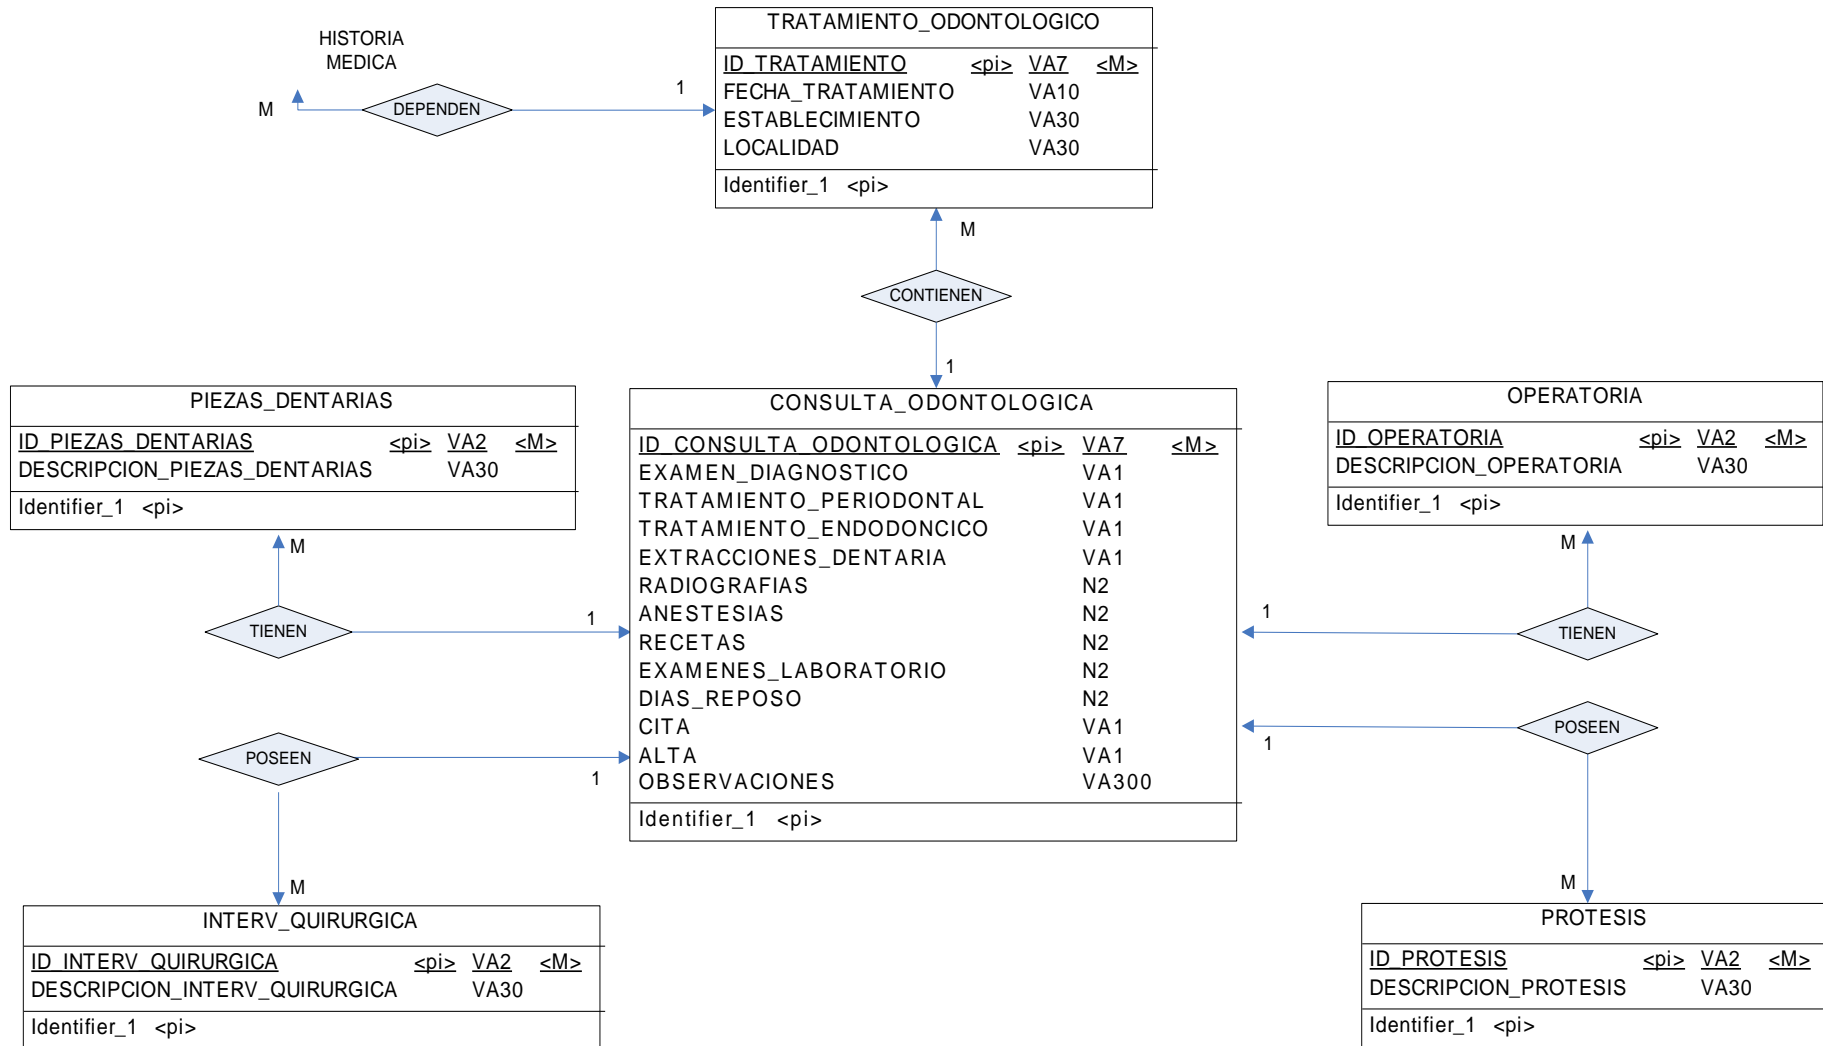 HISTORIA
MEDICA
M
DEPENDEN
1
TRATAMIENTO_ODONTOLOGICO
ID_TRATAMIENTO <pi> VA7 <M>
FECHA_TRATAMIENTO VA10
ESTABLECIMIENTO VA30
LOCALIDAD VA30
Identifier_1 <pi>
M
CONTIENEN
1
PIEZAS_DENTARIAS
ID_PIEZAS_DENTARIAS <pi> VA2 <M>
DESCRIPCION_PIEZAS_DENTARIAS VA30
Identifier_1 <pi>
M
TIENEN
1
CONSULTA_ODONTOLOGICA
ID_CONSULTA_ODONTOLOGICA <pi> VA7 <M>
EXAMEN_DIAGNOSTICO VA1
TRATAMIENTO_PERIODONTAL VA1
TRATAMIENTO_ENDODONCICO VA1
EXTRACCIONES_DENTARIA VA1
RADIOGRAFIAS N2
ANESTESIAS N2
RECETAS N2
EXAMENES_LABORATORIO N2
DIAS_REPOSO N2
CITA VA1
ALTA VA1
OBSERVACIONES VA300
Identifier_1 <pi>
OPERATORIA
ID_OPERATORIA <pi> VA2 <M>
DESCRIPCION_OPERATORIA VA30
Identifier_1 <pi>
M
1
TIENEN
POSEEN
1
M
POSEEN
1
M
INTERV_QUIRURGICA
ID_INTERV_QUIRURGICA <pi> VA2 <M>
DESCRIPCION_INTERV_QUIRURGICA VA30
Identifier_1 <pi>
PROTESIS
ID_PROTESIS <pi> VA2 <M>
DESCRIPCION_PROTESIS VA30
Identifier_1 <pi>